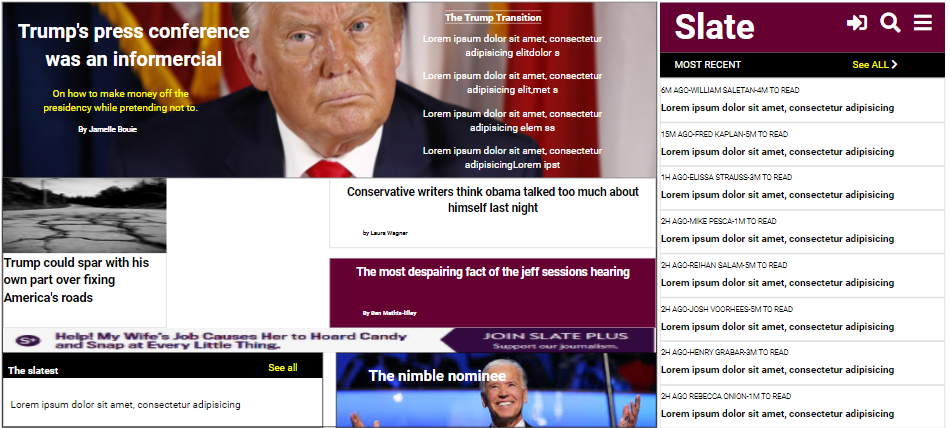 Trump's press conference
was an informercial
On how to make money off the
presidency while pretending not to.
By Jamelle Bouie
The Trump Transition
Lorem ipsum dolor sit amet, consectetur
adipisicing elitdolor s
Lorem ipsum dolor sit amet, consectetur
adipisicing elit,met s
Lorem ipsum dolor sit amet, consectetur
adipisicing elem ss
Lorem ipsum dolor sit amet, consectetur
adipisicingLorem ipst
Trump could spar with his
own part over fixing
America's roads
Conservative writers think obama talked too much about
himself last night
by Laura Wagner
The most despairing fact of the jeff sessions hearing
By Ben Mathis-lilley
S+
Help! My Wife's Job Causes Her to Hoard Candy
and Snap at Every Little Thing.
JOIN SLATE PLUS
Support our journalism.
The slatest
See all
Lorem ipsum dolor sit amet, consectetur adipisicing
The nimble nominee
Slate
MOST RECENT
See ALL
6M AGO-WILLIAM SALETAN-4M TO READ
Lorem ipsum dolor sit amet, consectetur adipisicing
15M AGO-FRED KAPLAN-5M TO READ
Lorem ipsum dolor sit amet, consectetur adipisicing
1H AGO-ELISSA STRAUSS-3M TO READ
Lorem ipsum dolor sit amet, consectetur adipisicing
2H AGO-MIKE PESCA-1M TO READ
Lorem ipsum dolor sit amet, consectetur adipisicing
2H AGO-REIHAN SALAM-5M TO READ
Lorem ipsum dolor sit amet, consectetur adipisicing
2H AGO-JOSH VOORHES-5M TO READ
Lorem ipsum dolor sit amet, consectetur adipisicing
2H AGO-HENRY GRABAR-3M TO READ
Lorem ipsum dolor sit amet, consectetur adipisicing
2H AGO REBECCA ONION-1M TO READ
Lorem ipsum dolor sit amet, consectetur adipisicing